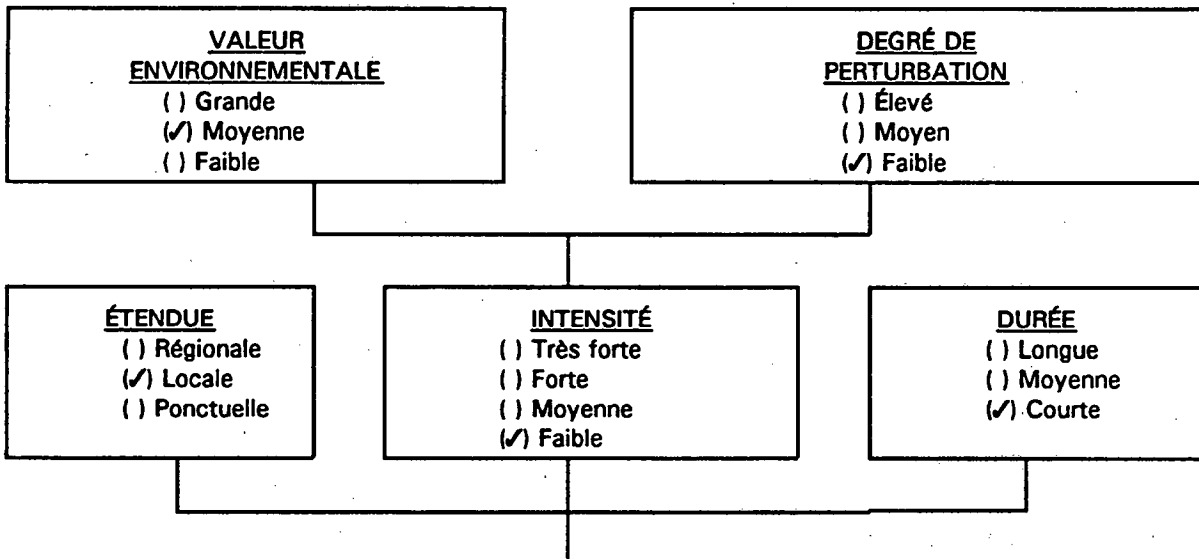 VALEUR
ENVIRONNEMENTALE
( ) Grande
(✓) Moyenne
( ) Faible
DEGRÉ DE
PERTURBATION
( ) Élevé
( ) Moyen
(✓) Faible
ÉTENDUE
( ) Régionale
(✓) Locale
( ) Ponctuelle
INTENSITÉ
( ) Très forte
( ) Forte
( ) Moyenne
(✓) Faible
DURÉE
( ) Longue
( ) Moyenne
(✓) Courte